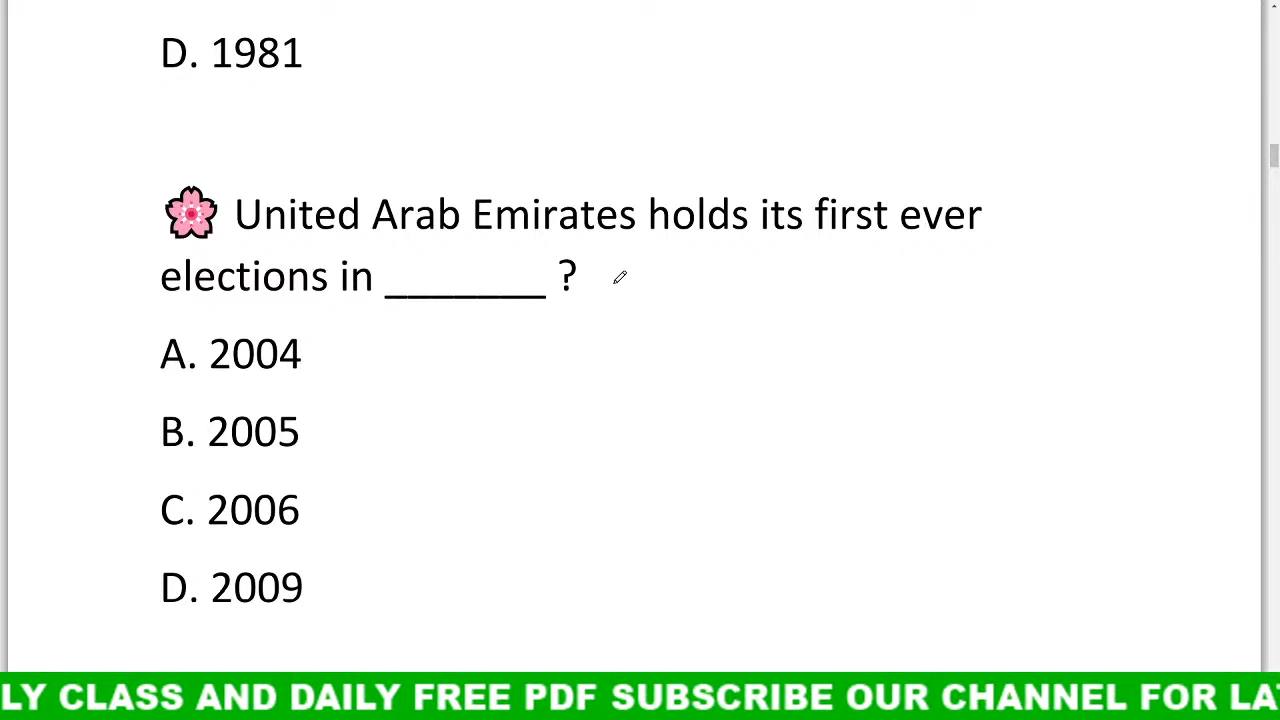 D. 1981
United Arab Emirates holds its first ever
elections in _______ ?
A. 2004
B. 2005
C. 2006
D. 2009
LY CLASS AND DAILY FREE PDF SUBSCRIBE OUR CHANNEL FOR LA